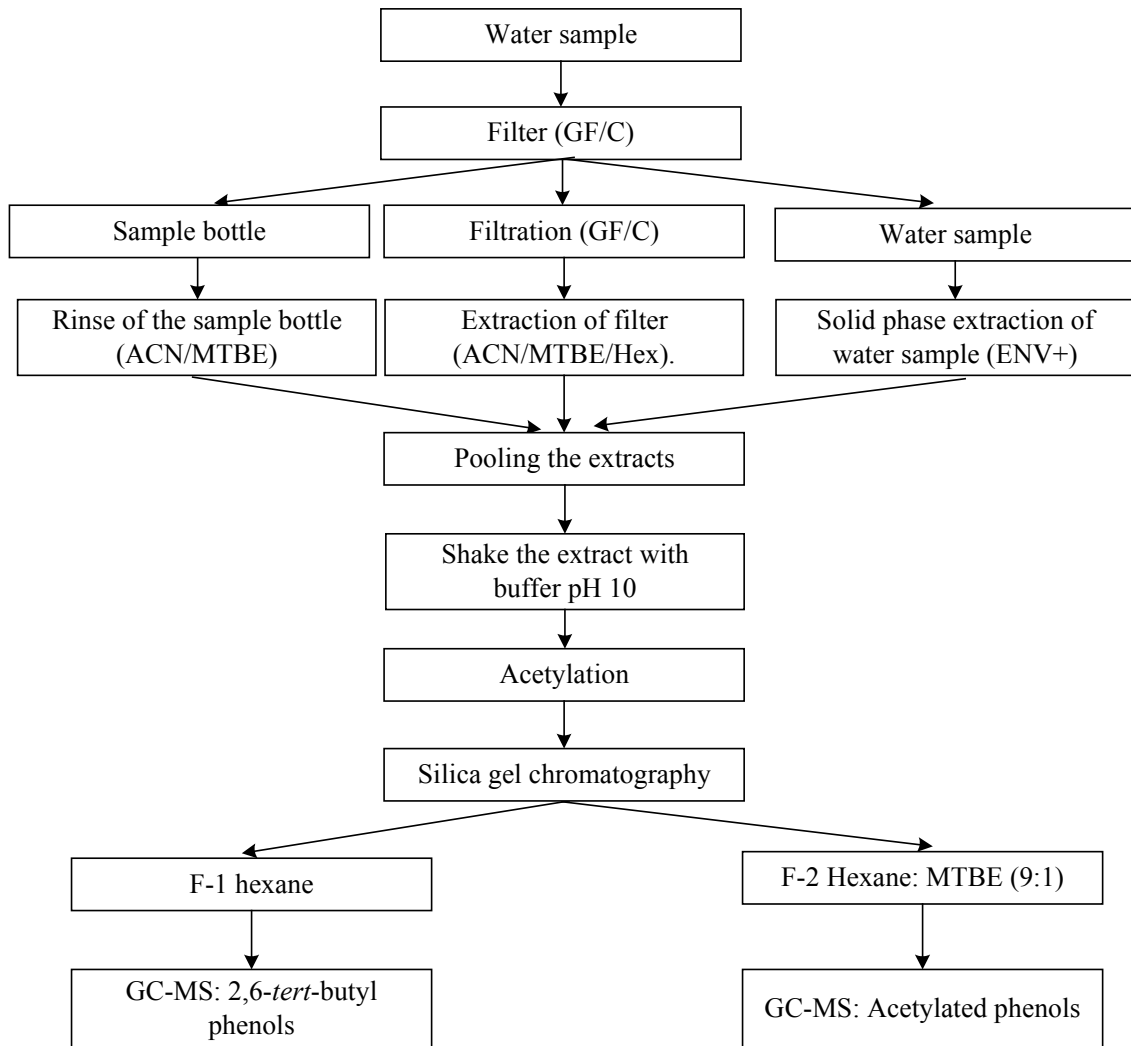 Water sample
Filter (GF/C)
Sample bottle
Filtration (GF/C)
Water sample
Rinse of the sample bottle
(ACN/MTBE)
Extraction of filter
(ACN/MTBE/Hex).
Solid phase extraction of
water sample (ENV+)
Pooling the extracts
Shake the extract with
buffer pH 10
Acetylation
Silica gel chromatography
F-1 hexane
F-2 Hexane: MTBE (9:1)
GC-MS: 2,6-tert-butyl
phenols
GC-MS: Acetylated phenols